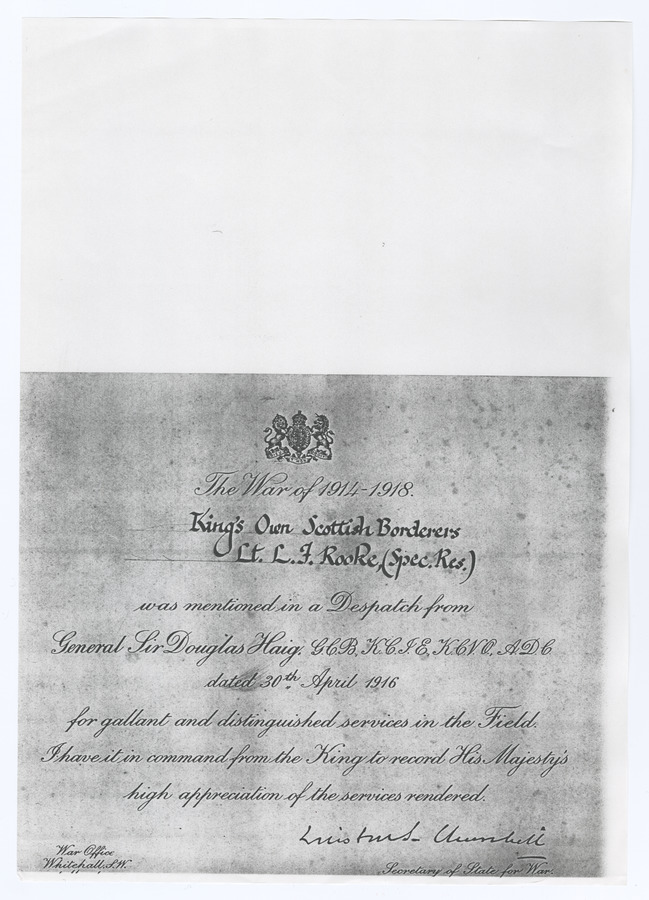 The War of 1914-1918.
King's Own Scottish Borderers
Lt. L. F. Rooke, (Spec. Res.)
was mentioned in a Despatch from
General Sir Douglas Haig, G.C.B, K.C.I.E, K.C.V.O, A.D.C
dated 30th April 1916
for gallant and distinguished services in the Field.
I have it in command from the King to record His Majesty's
high appreciation of the services rendered.
Winston S. Churchill
War Office
Whitehall, S.W.
Secretary of State for War.